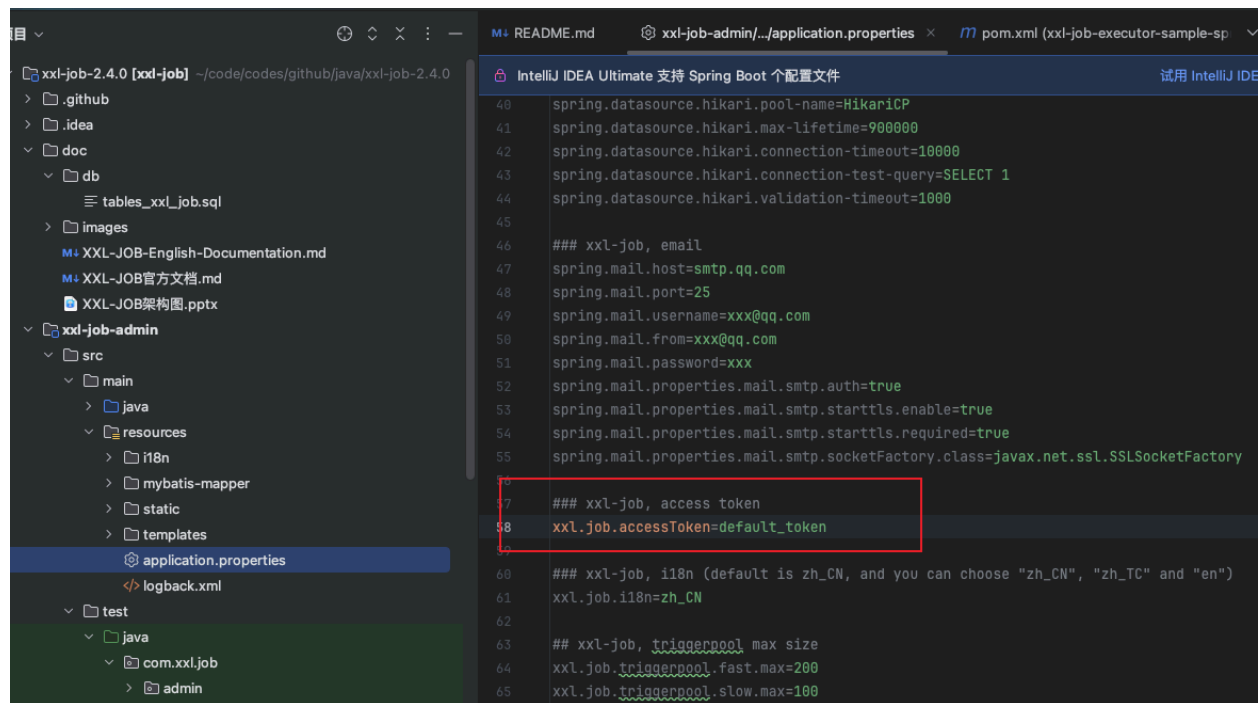 项目
xxl-job-2.4.0 [xxl-job] ~/code/codes/github/java/xxl-job-2.4.0
.github
.idea
doc
db
tables_xxl_job.sql
images
M↓ XXL-JOB-English-Documentation.md
M↓ XXL-JOB官方文档.md
XXL-JOB架构图.pptx
xxl-job-admin
src
main
java
resources
i18n
mybatis-mapper
static
templates
application.properties
logback.xml
test
java
com.xxl.job
admin
M↓ README.md
xxl-job-admin/.../application.properties
m pom.xml (xxl-job-executor-sample-sp
IntelliJ IDEA Ultimate 支持 Spring Boot 个配置文件
试用 IntelliJ IDE
40 spring.datasource.hikari.pool-name=HikariCP
41 spring.datasource.hikari.max-lifetime=900000
42 spring.datasource.hikari.connection-timeout=10000
43 spring.datasource.hikari.connection-test-query=SELECT 1
44 spring.datasource.hikari.validation-timeout=1000
45
46 ### xxl-job, email
47 spring.mail.host=smtp.qq.com
48 spring.mail.port=25
49 spring.mail.username=xxx@qq.com
50 spring.mail.from=xxx@qq.com
51 spring.mail.password=xxx
52 spring.mail.properties.mail.smtp.auth=true
53 spring.mail.properties.mail.smtp.starttls.enable=true
54 spring.mail.properties.mail.smtp.starttls.required=true
55 spring.mail.properties.mail.smtp.socketFactory.class=javax.net.ssl.SSLSocketFactory
56
57 ### xxl-job, access token
58 xxl.job.accessToken=default_token
59
60 ### xxl-job, i18n (default is zh_CN, and you can choose "zh_CN", "zh_TC" and "en")
61 xxl.job.i18n=zh_CN
62
63 ## xxl-job, triggerpool max size
64 xxl.job.triggerpool.fast.max=200
65 xxl.job.triggerpool.slow.max=100